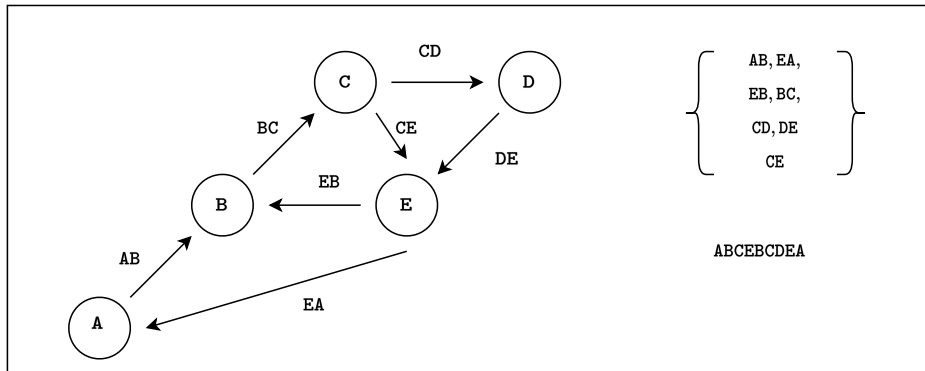 CD
C
D
AB, EA,
EB, BC,
CD, DE
CE
BC
CE
DE
EB
B
E
AB
ABCEBCDEA
EA
A